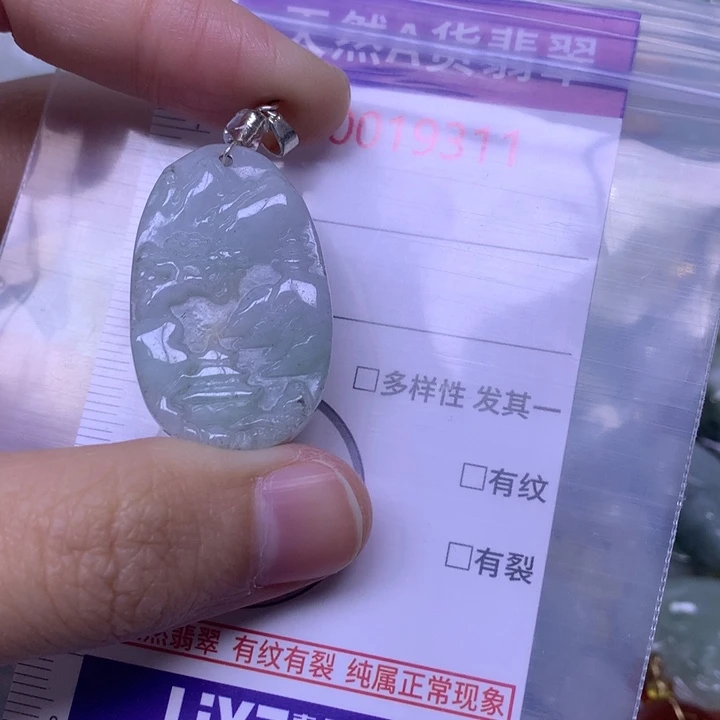 天然A货翡翠
0019311
□多样性 发其一
□有纹
□有裂
然翡翠 有纹有裂 纯属正常现象